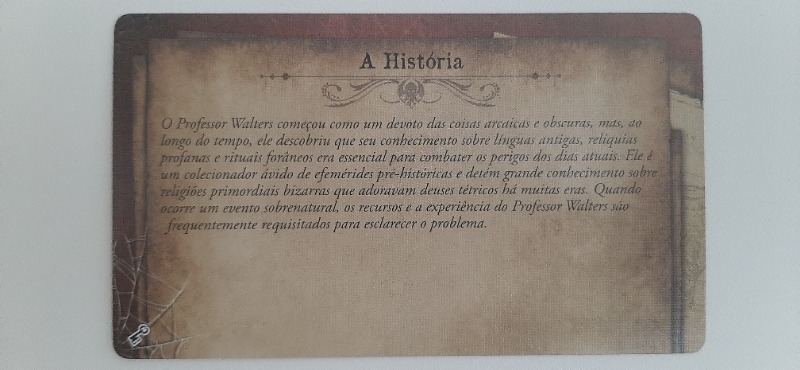 A História
O Professor Walters começou como um devoto das coisas arcaicas e obscuras, mas, ao
longo do tempo, ele descobriu que seu conhecimento sobre línguas antigas, relíquias
profanas e rituais forâneos era essencial para combater os perigos dos dias atuais. Ele é
um colecionador ávido de efemérides pré-históricas e detém grande conhecimento sobre
religiões primordiais bizarras que adoravam deuses tétricos há muitas eras. Quando
ocorre um evento sobrenatural, os recursos e a experiência do Professor Walters são
frequentemente requisitados para esclarecer o problema.